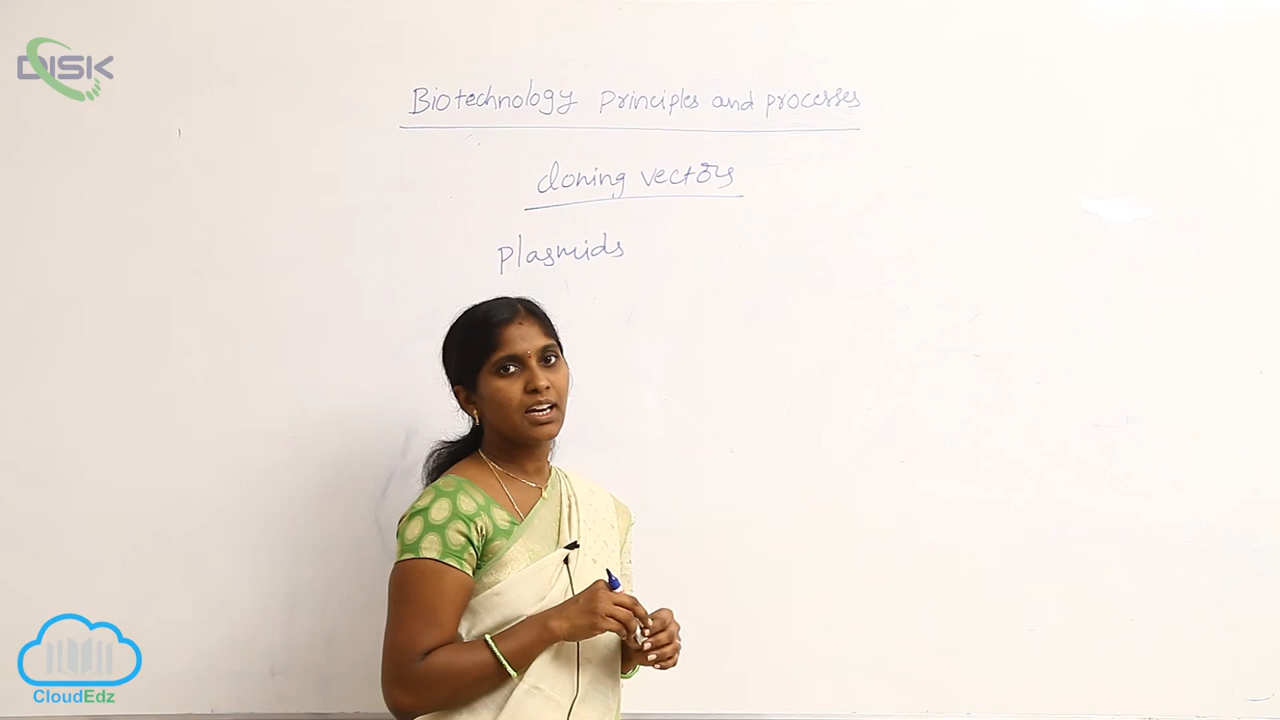 DISK
Biotechnology principles and processes
cloning vectors
plasmids
CloudEdz